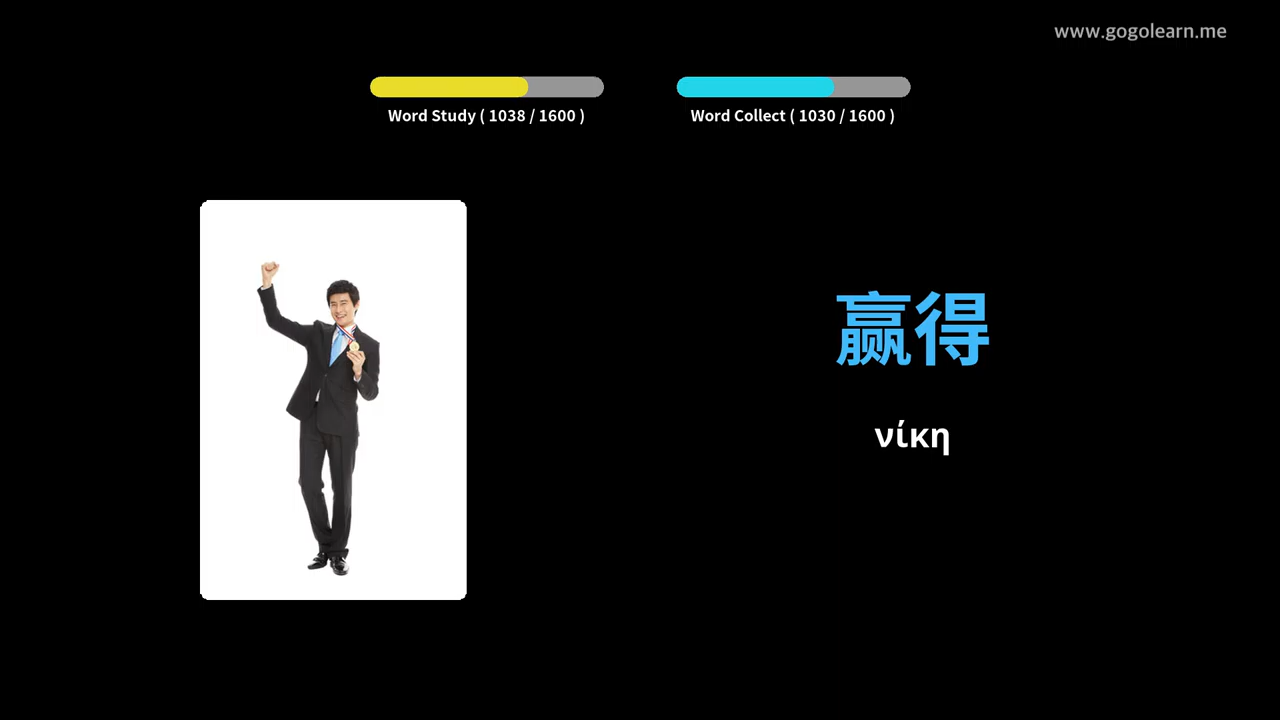 www.gogolearn.me
Word Study ( 1038 / 1600 )
Word Collect ( 1030 / 1600 )
赢得
νίκη